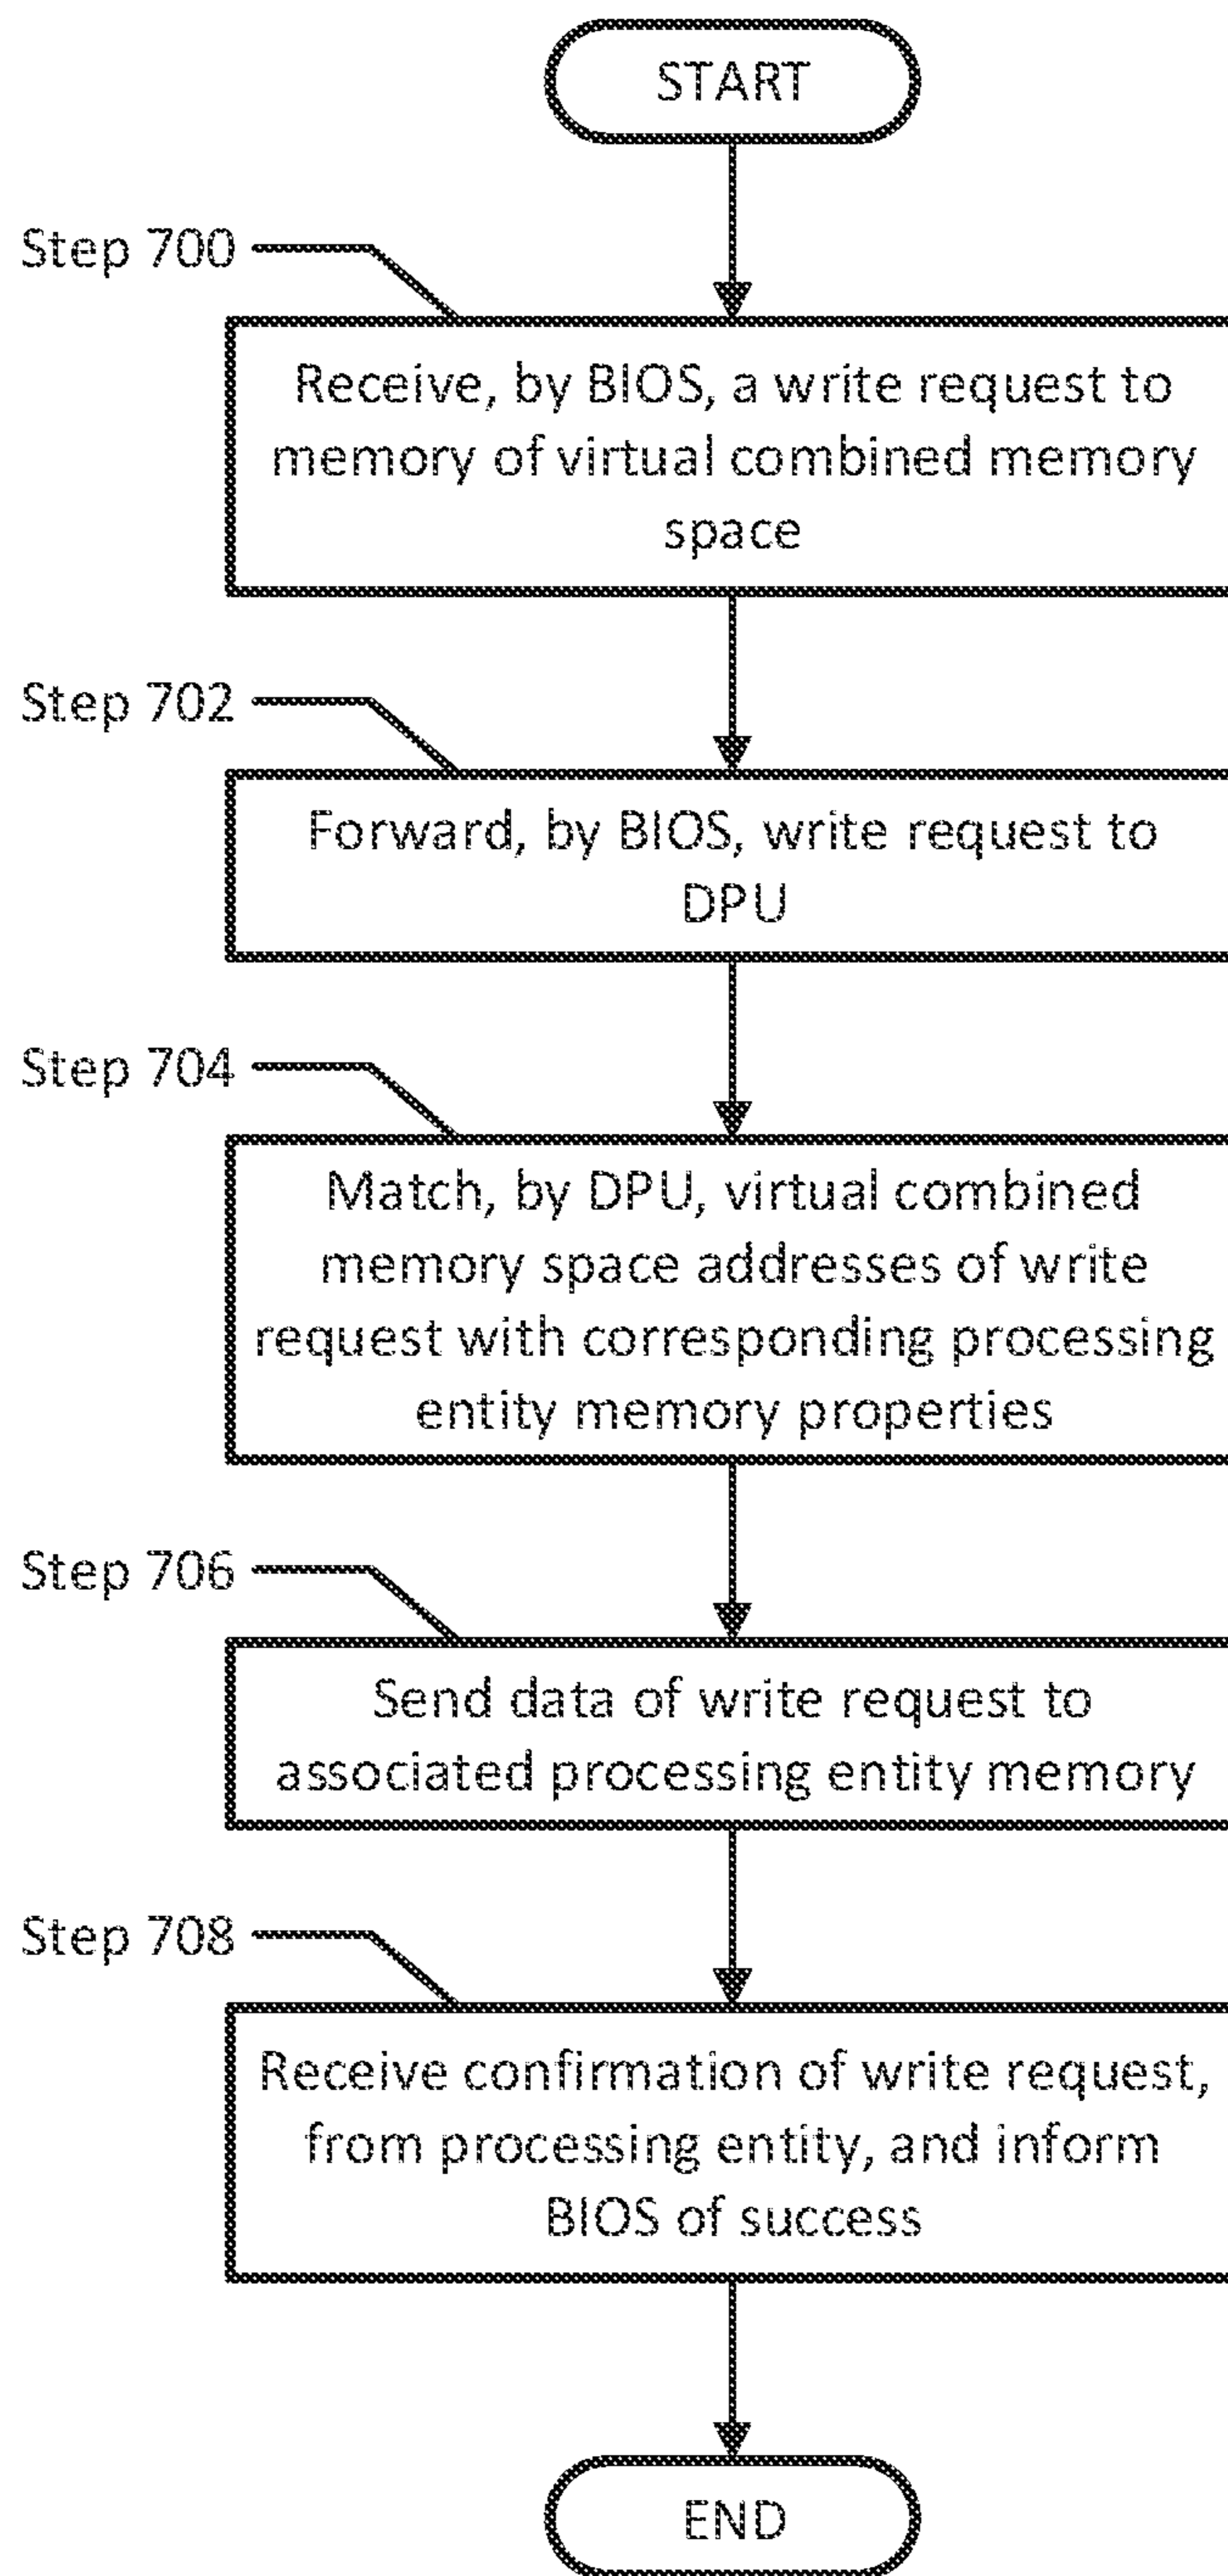 START
Step 700
Receive, by BIOS, a write request to
memory of virtual combined memory
space
Step 702
Forward, by BIOS, write request to
DPU
Step 704
Match, by DPU, virtual combined
memory space addresses of write
request with corresponding processing
entity memory properties
Step 706
Send data of write request to
associated processing entity memory
Step 708
Receive confirmation of write request,
from processing entity, and inform
BIOS of success
END